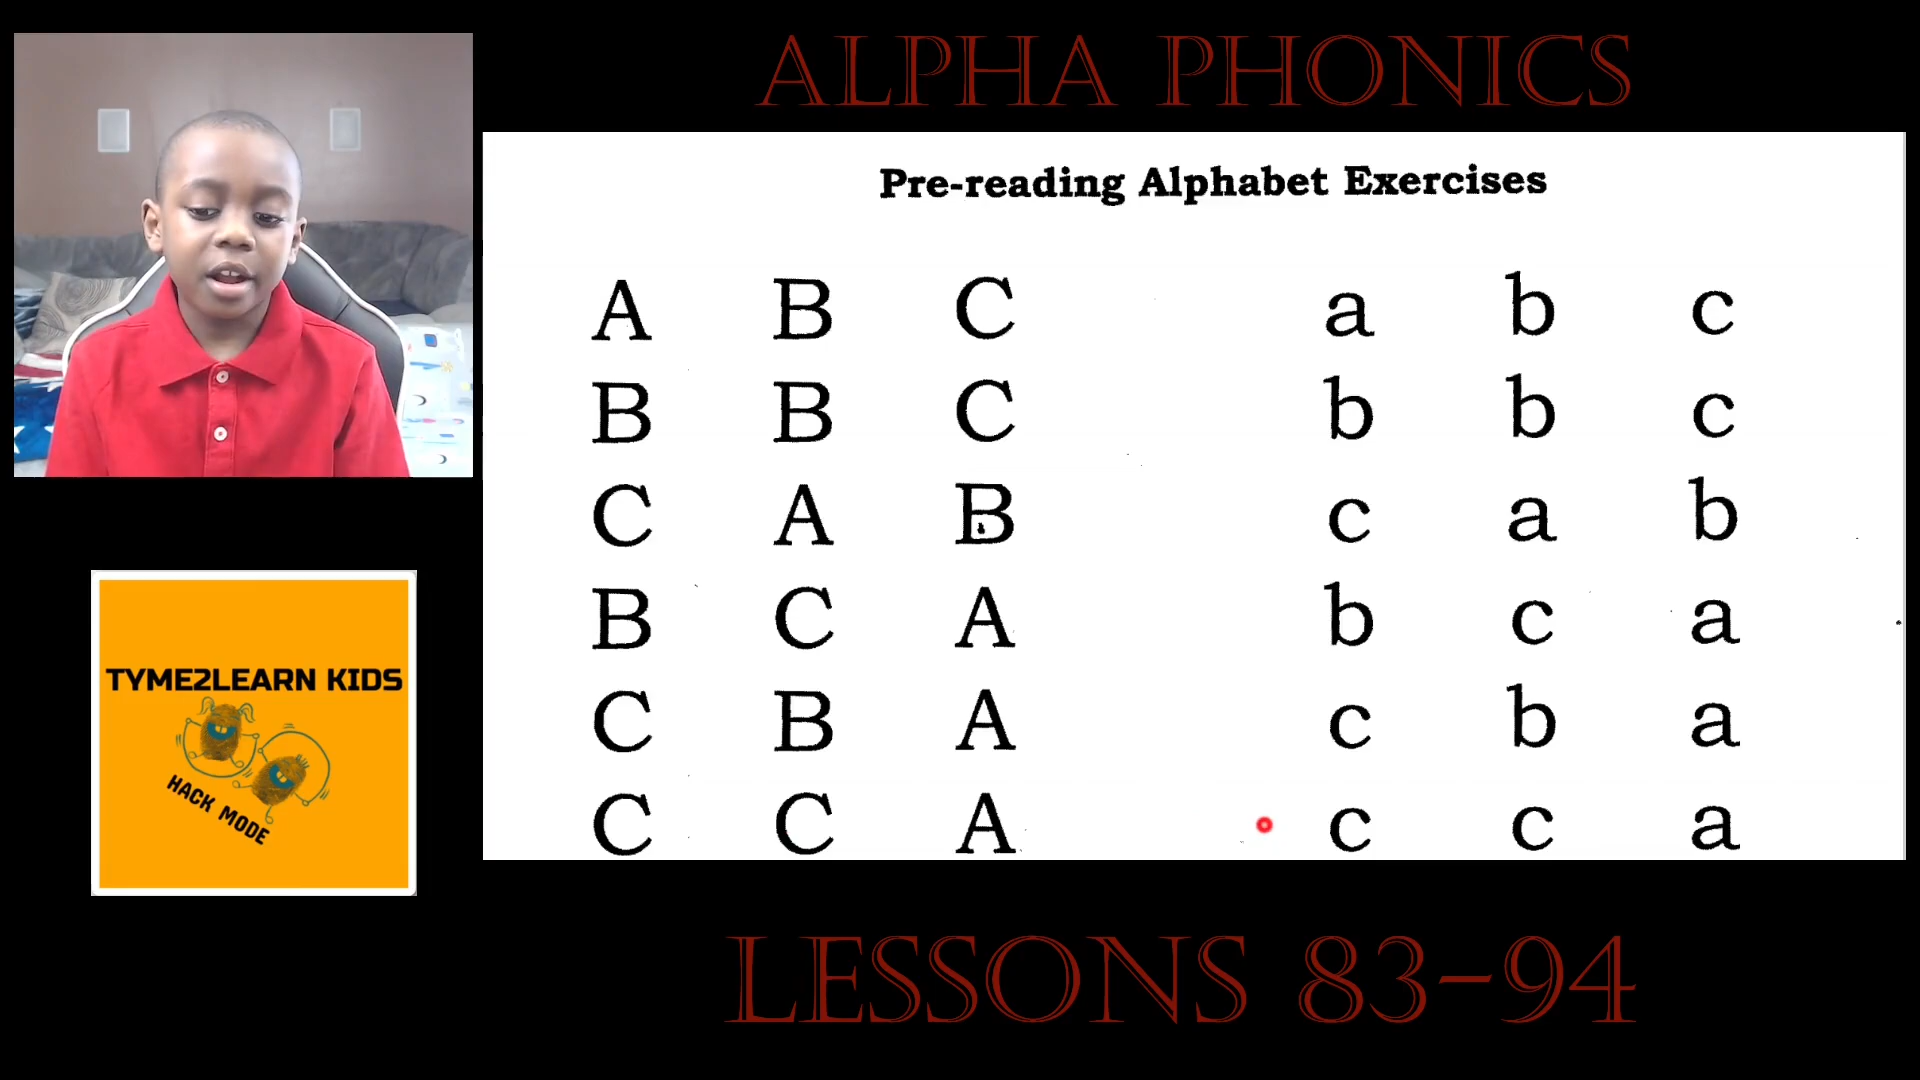 ALPHA PHONICS
Pre-reading Alphabet Exercises
A B C a b c
B B C b b c
C A B c a b
B C A b c a
C B A c b a
C C A c c a
TYME2LEARN KIDS
HACK MODE
LESSONS 83-94